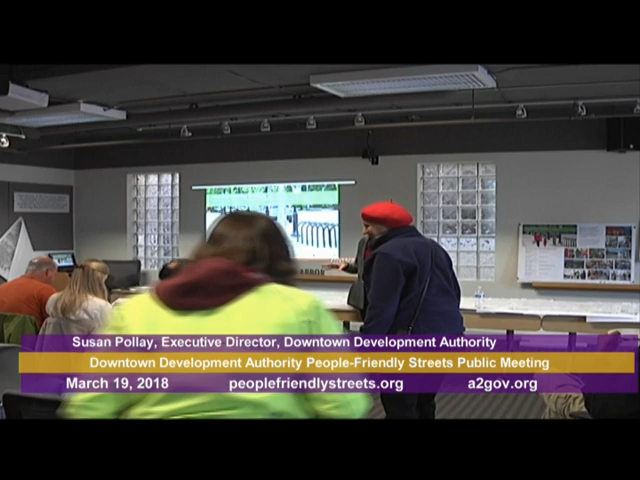 ARBOR
Susan Pollay, Executive Director, Downtown Development Authority
Downtown Development Authority People-Friendly Streets Public Meeting
March 19, 2018 peoplefriendlystreets.org a2gov.org